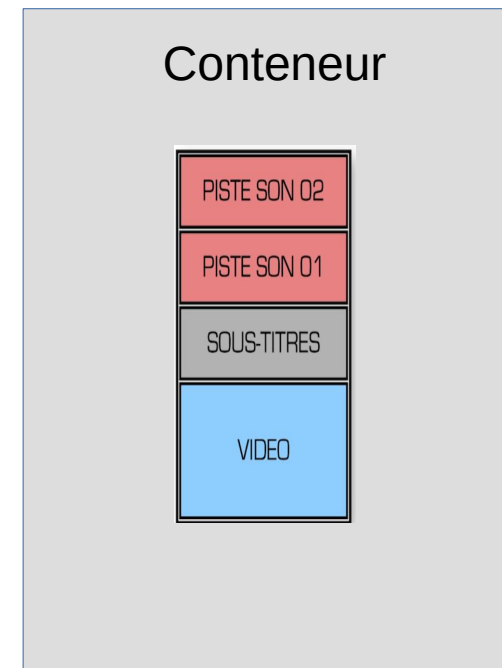 Conteneur
PISTE SON 02
PISTE SON 01
SOUS-TITRES
VIDEO